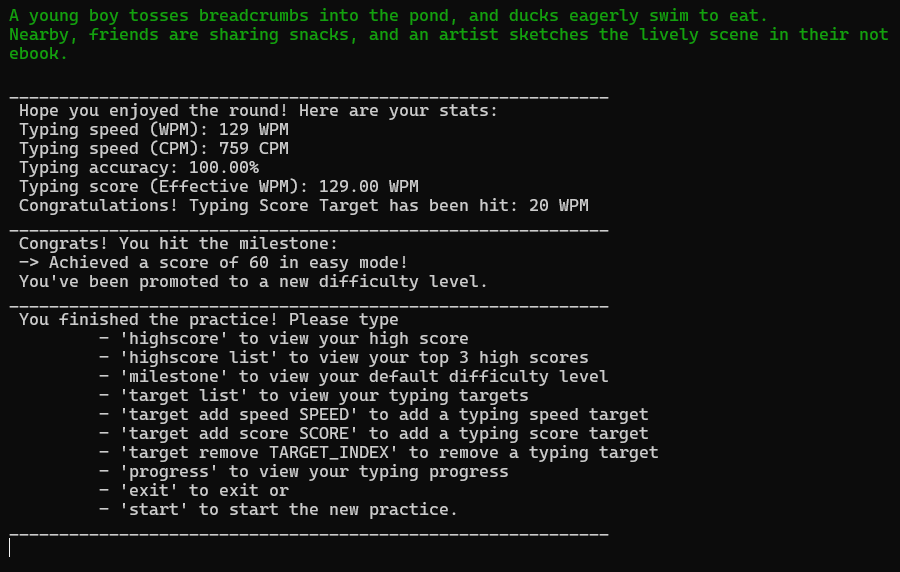 A young boy tosses breadcrumbs into the pond, and ducks eagerly swim to eat.
Nearby, friends are sharing snacks, and an artist sketches the lively scene in their not
ebook.
____________________________________________________________
Hope you enjoyed the round! Here are your stats:
Typing speed (WPM): 129 WPM
Typing speed (CPM): 759 CPM
Typing accuracy: 100.00%
Typing score (Effective WPM): 129.00 WPM
Congratulations! Typing Score Target has been hit: 20 WPM
____________________________________________________________
Congrats! You hit the milestone:
-> Achieved a score of 60 in easy mode!
You've been promoted to a new difficulty level.
____________________________________________________________
You finished the practice! Please type
- 'highscore' to view your high score
- 'highscore list' to view your top 3 high scores
- 'milestone' to view your default difficulty level
- 'target list' to view your typing targets
- 'target add speed SPEED' to add a typing speed target
- 'target add score SCORE' to add a typing score target
- 'target remove TARGET_INDEX' to remove a typing target
- 'progress' to view your typing progress
- 'exit' to exit or
- 'start' to start the new practice.
____________________________________________________________